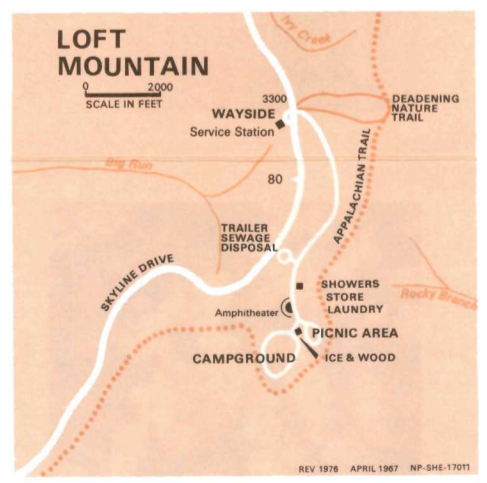 LOFT
MOUNTAIN
0 2000
SCALE IN FEET
Ivy Creek
3300
WAYSIDE
Service Station
DEADENING
NATURE
TRAIL
Big Run
80
APPALACHIAN TRAIL
TRAILER
SEWAGE
DISPOSAL
SKYLINE DRIVE
SHOWERS
STORE
LAUNDRY
Rocky Branch
Amphitheater
PICNIC AREA
CAMPGROUND
ICE & WOOD
REV 1976 APRIL 1967 NP-SHE-17011